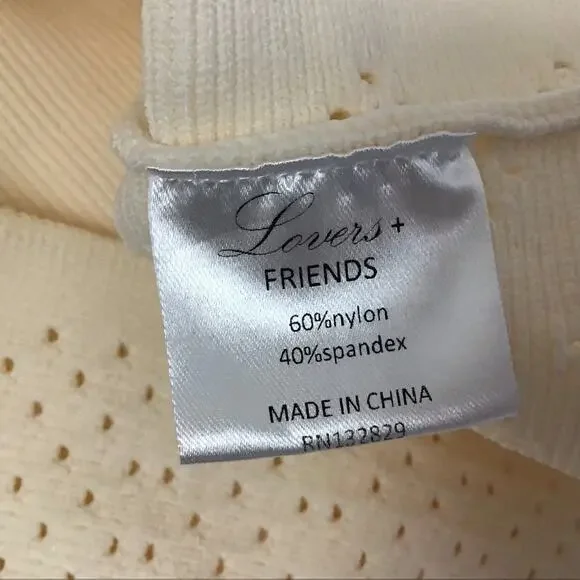 Lovers +
FRIENDS
60%nylon
40%spandex
MADE IN CHINA
RN132829